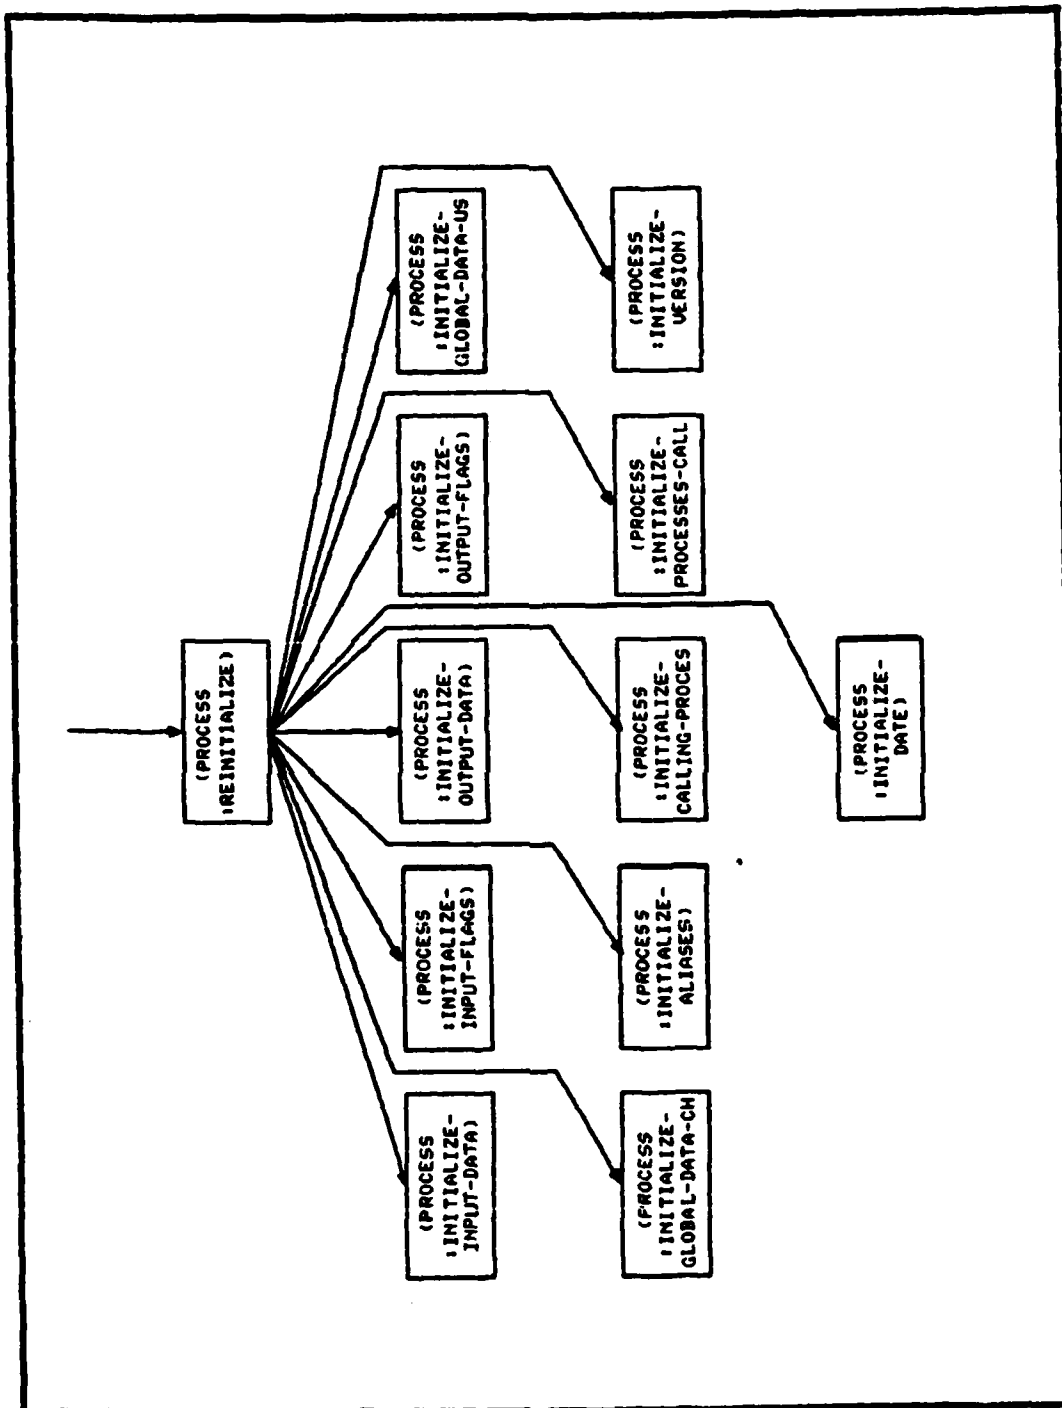 (PROCESS
:REINITIALIZE)
(PROCESS
:INITIALIZE-
INPUT-DATA)
(PROCESS
:INITIALIZE-
INPUT-FLAGS)
(PROCESS
:INITIALIZE-
OUTPUT-DATA)
(PROCESS
:INITIALIZE-
OUTPUT-FLAGS)
(PROCESS
:INITIALIZE-
GLOBAL-DATA-US
(PROCESS
:INITIALIZE-
GLOBAL-DATA-CH
(PROCESS
:INITIALIZE-
ALIASES)
(PROCESS
:INITIALIZE-
CALLING-PROCES
(PROCESS
:INITIALIZE-
PROCESSES-CALL
(PROCESS
:INITIALIZE-
VERSION)
(PROCESS
:INITIALIZE-
DATE)